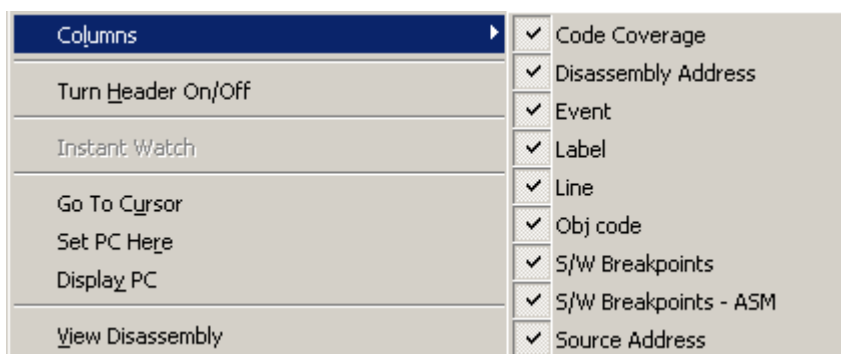 Columns
Turn Header On/Off
Instant Watch
Go To Cursor
Set PC Here
Display PC
View Disassembly
Code Coverage
Disassembly Address
Event
Label
Line
Obj code
S/W Breakpoints
S/W Breakpoints - ASM
Source Address